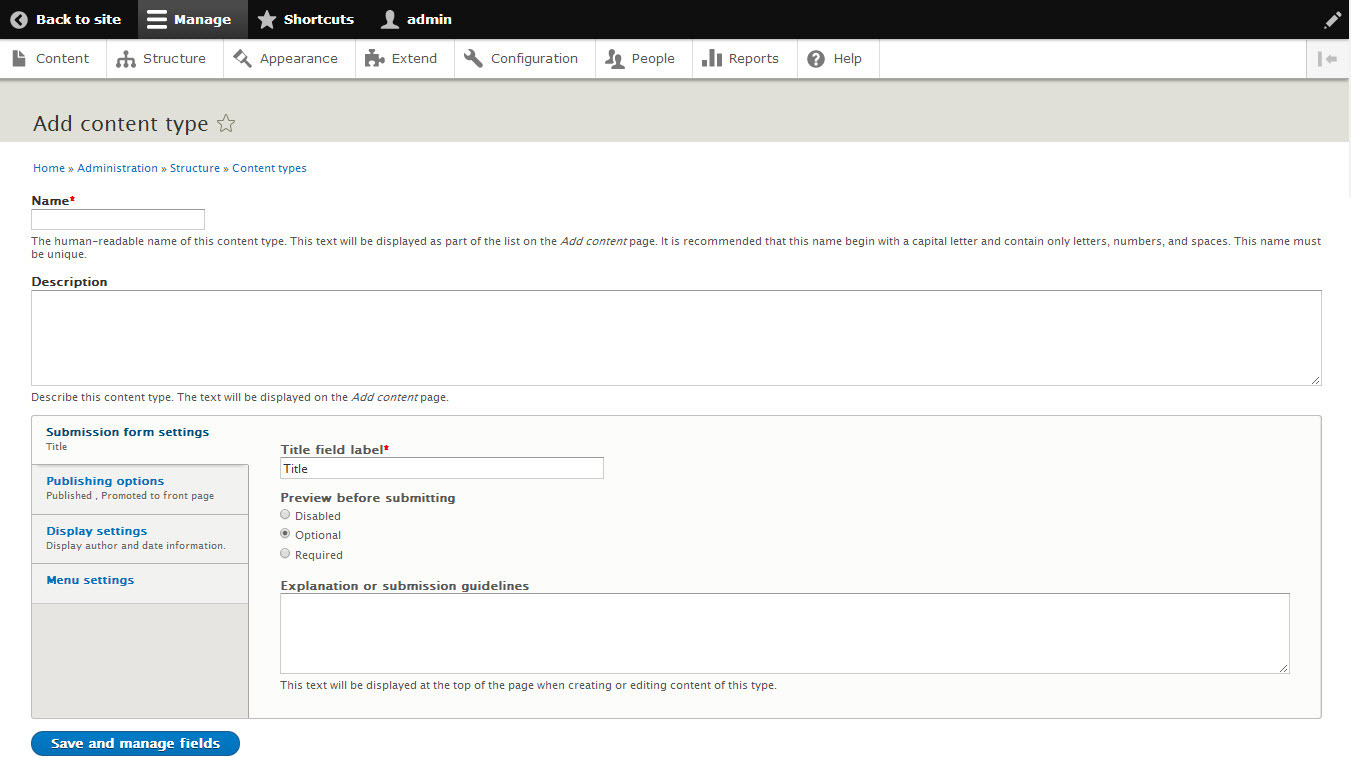 Back to site Manage Shortcuts admin
Content Structure Appearance Extend Configuration People Reports Help
Add content type
Home » Administration » Structure » Content types
Name*
The human-readable name of this content type. This text will be displayed as part of the list on the Add content page. It is recommended that this name begin with a capital letter and contain only letters, numbers, and spaces. This name must
be unique.
Description
Describe this content type. The text will be displayed on the Add content page.
Submission form settings
Title
Publishing options
Published , Promoted to front page
Display settings
Display author and date information.
Menu settings
Title field label*
Title
Preview before submitting
Disabled
Optional
Required
Explanation or submission guidelines
This text will be displayed at the top of the page when creating or editing content of this type.
Save and manage fields